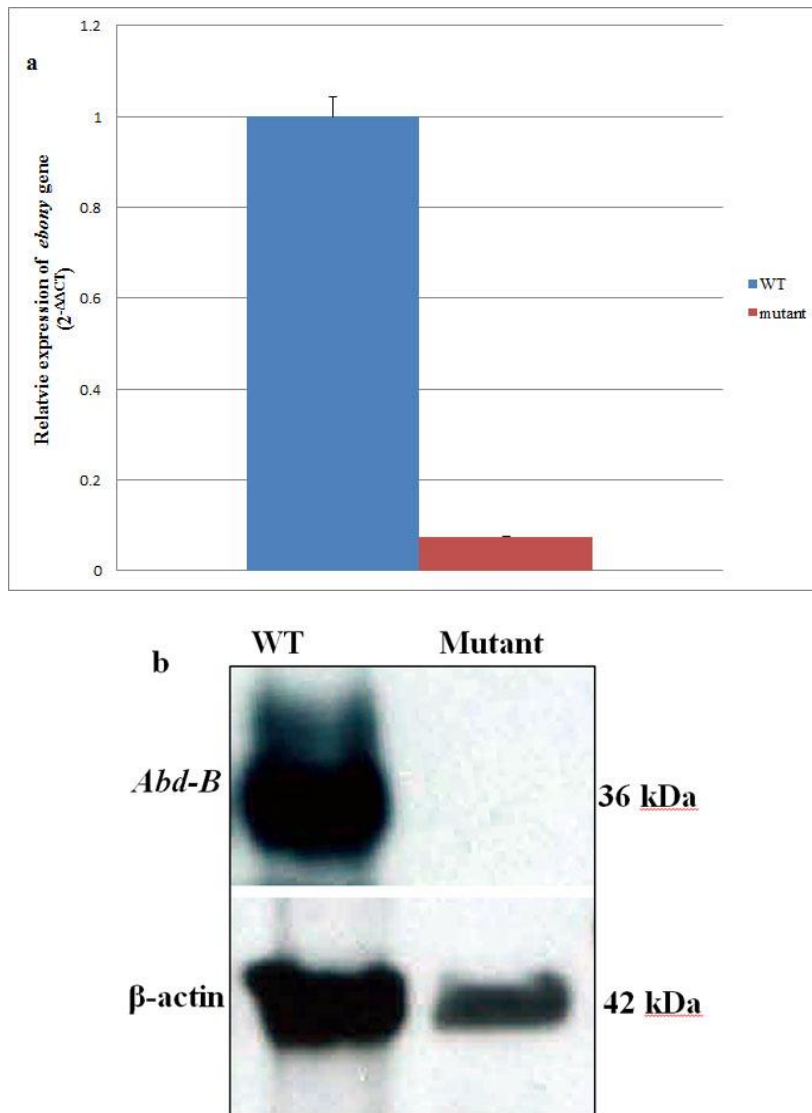 1.2
a
1
0.8
0.6
0.4
0.2
0
Relatvie expression of ebony gene
(2-ΔΔCT)
WT
mutant
b
WT Mutant
Abd-B 36 kDa
β-actin 42 kDa